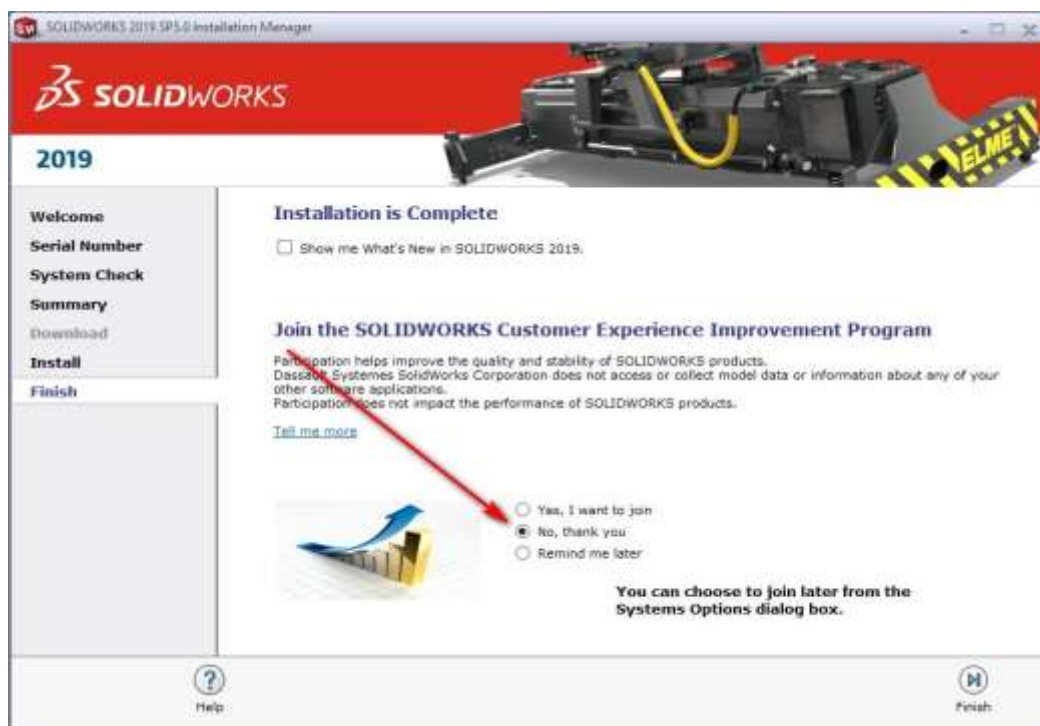 SOLIDWORKS 2019 SP5.0 Installation Manager
SOLIDWORKS
2019
ELME
Welcome
Serial Number
System Check
Summary
Download
Install
Finish
Installation is Complete
Show me What's New in SOLIDWORKS 2019.
Join the SOLIDWORKS Customer Experience Improvement Program
Participation helps improve the quality and stability of SOLIDWORKS products.
Dassault Systemes SolidWorks Corporation does not access or collect model data or information about any of your
other software applications.
Participation does not impact the performance of SOLIDWORKS products.
Tell me more
Yes, I want to join
No, thank you
Remind me later
You can choose to join later from the
Systems Options dialog box.
Help
Finish